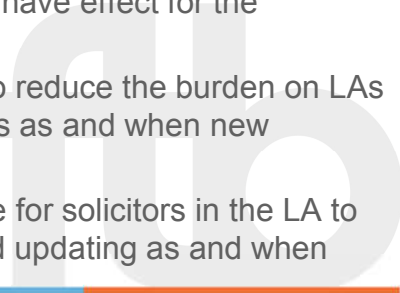 have effect for the
o reduce the burden on LAs
s as and when new
e for solicitors in the LA to
d updating as and when
ftb